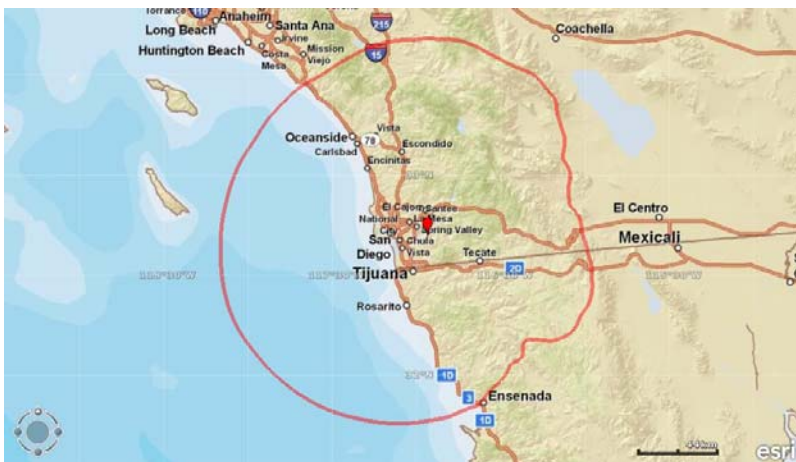 Torrance
Anaheim
Long Beach
Santa Ana
Irvine
Huntington Beach
Costa
Mesa
Mission
Viejo
215
15
Coachella
Oceanside
Vista
78
Carlsbad
Escondido
Encinitas
El Cajon
Santee
National
City
La Mesa
Spring Valley
San
Diego
Chula
Vista
El Centro
Mexicali
Tecate
Tijuana
2D
Rosarito
32°N
1D
3
Ensenada
1D
44km
esri